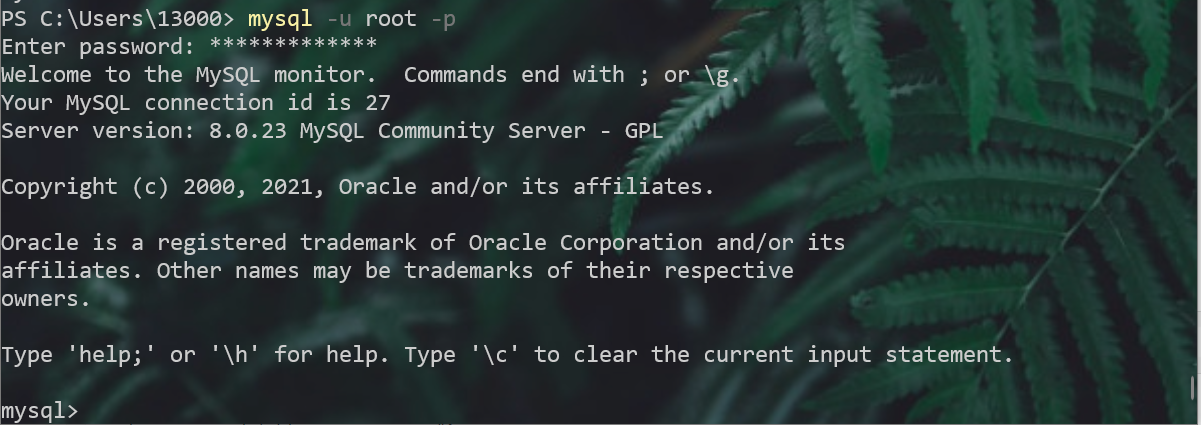 PS C:\Users\13000> mysql -u root -p
Enter password: *************
Welcome to the MySQL monitor.  Commands end with ; or \g.
Your MySQL connection id is 27
Server version: 8.0.23 MySQL Community Server - GPL
Copyright (c) 2000, 2021, Oracle and/or its affiliates.
Oracle is a registered trademark of Oracle Corporation and/or its
affiliates. Other names may be trademarks of their respective
owners.
Type 'help;' or '\h' for help. Type '\c' to clear the current input statement.
mysql>